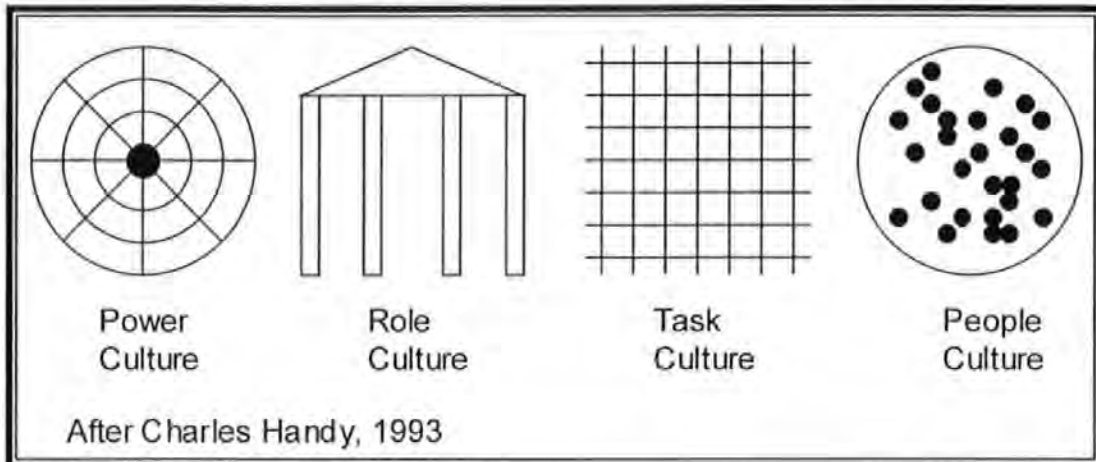 Power
Culture
Role
Culture
Task
Culture
People
Culture
After Charles Handy, 1993